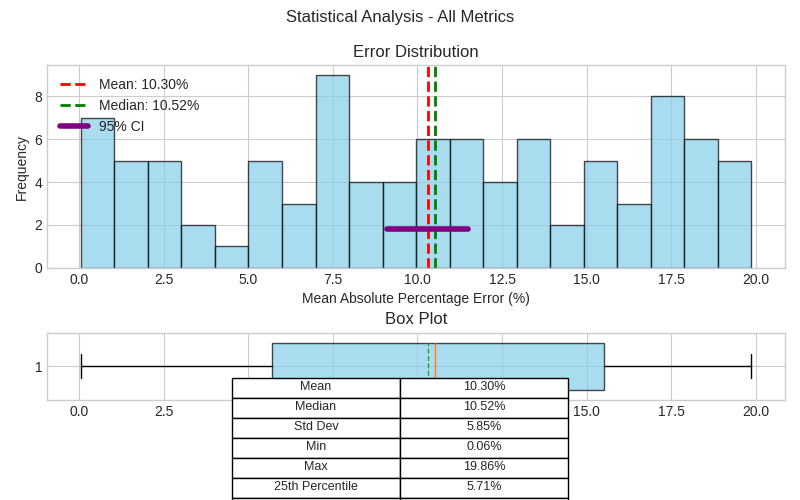 Statistical Analysis - All Metrics
Error Distribution
Mean: 10.30%
Median: 10.52%
95% CI
Frequency
8
6
4
2
0
0.0 2.5 5.0 7.5 10.0 12.5 15.0 17.5 20.0
Mean Absolute Percentage Error (%)
Box Plot
1
0.0 2.5 15.0 17.5 20.0
Mean 10.30%
Median 10.52%
Std Dev 5.85%
Min 0.06%
Max 19.86%
25th Percentile 5.71%